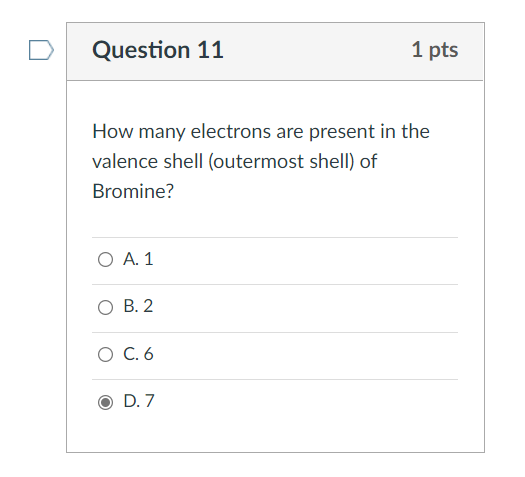 Question 11 1 pts
How many electrons are present in the
valence shell (outermost shell) of
Bromine?
A. 1
B. 2
C. 6
D. 7